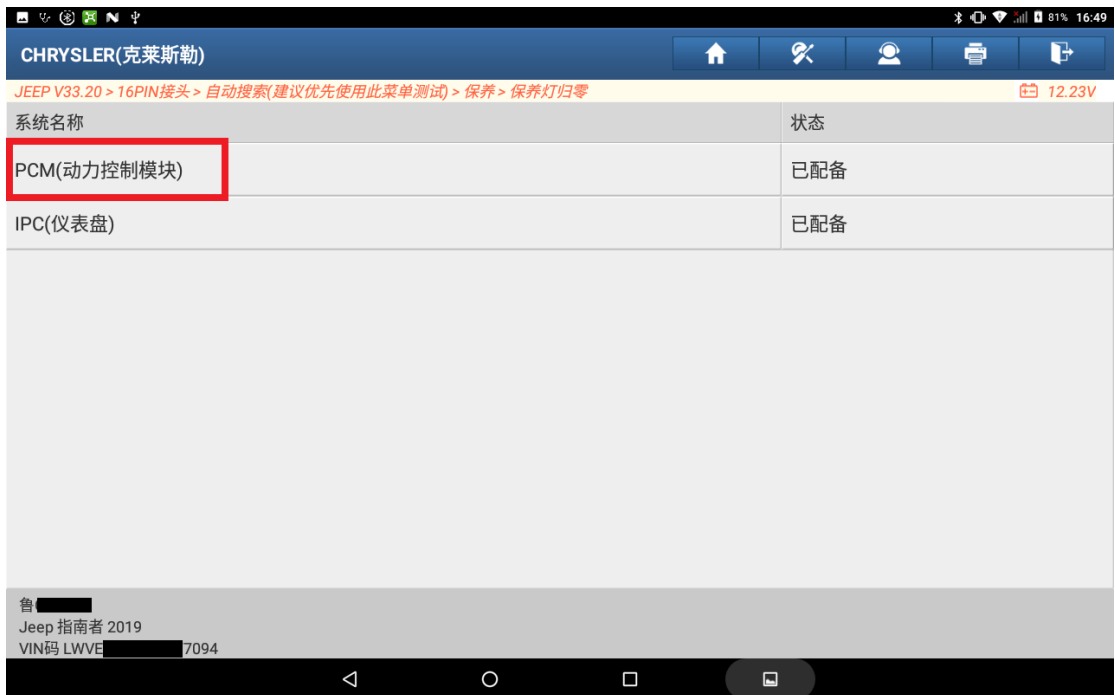 81% 16:49
CHRYSLER(克莱斯勒)
JEEP V33.20 > 16PIN接头 > 自动搜索(建议优先使用此菜单测试) > 保养 > 保养灯归零 12.23V
系统名称 状态
PCM(动力控制模块) 已配备
IPC(仪表盘) 已配备
鲁
Jeep 指南者 2019
VIN码 LWVE 7094